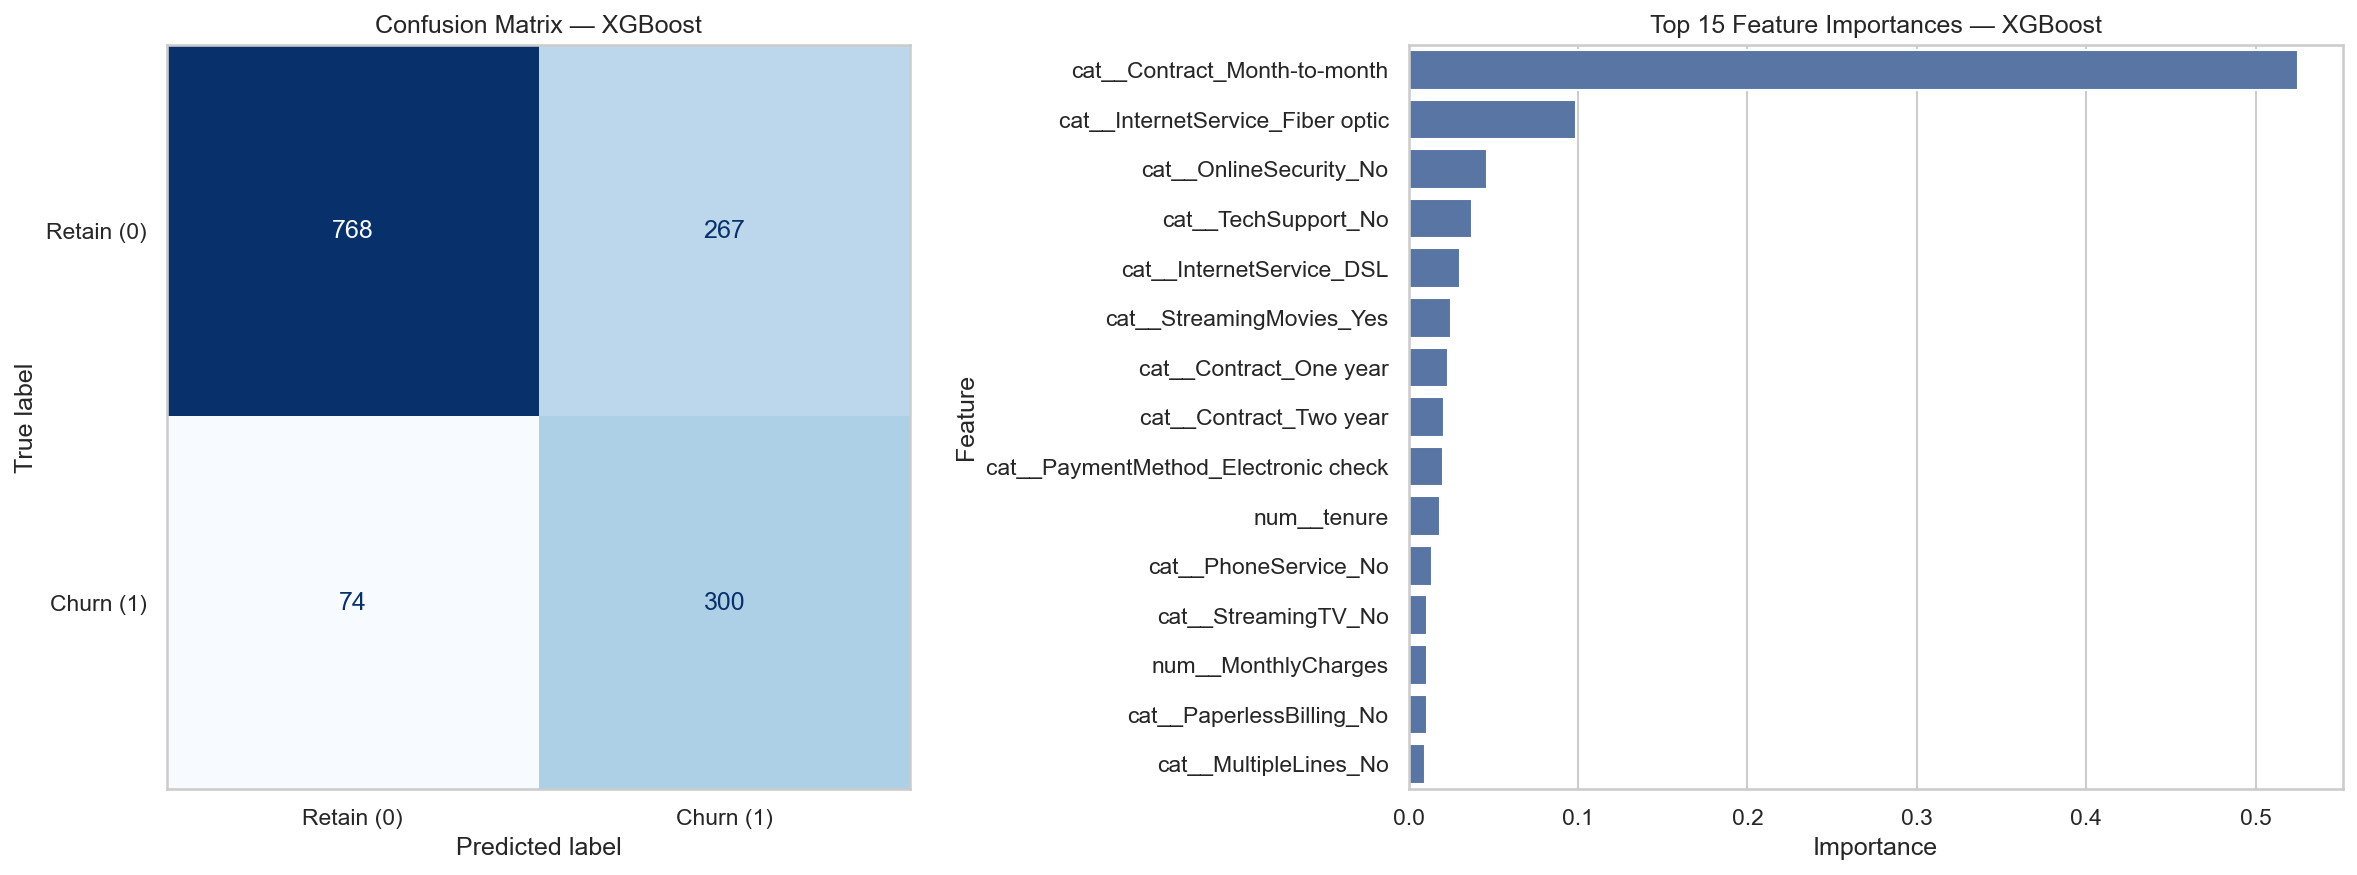 Confusion Matrix — XGBoost
True label
Retain (0)
Churn (1)
768
267
74
300
Retain (0)
Churn (1)
Predicted label
Top 15 Feature Importances — XGBoost
Feature
cat__Contract_Month-to-month
cat__InternetService_Fiber optic
cat__OnlineSecurity_No
cat__TechSupport_No
cat__InternetService_DSL
cat__StreamingMovies_Yes
cat__Contract_One year
cat__Contract_Two year
cat__PaymentMethod_Electronic check
num__tenure
cat__PhoneService_No
cat__StreamingTV_No
num__MonthlyCharges
cat__PaperlessBilling_No
cat__MultipleLines_No
0.0
0.1
0.2
0.3
0.4
0.5
Importance